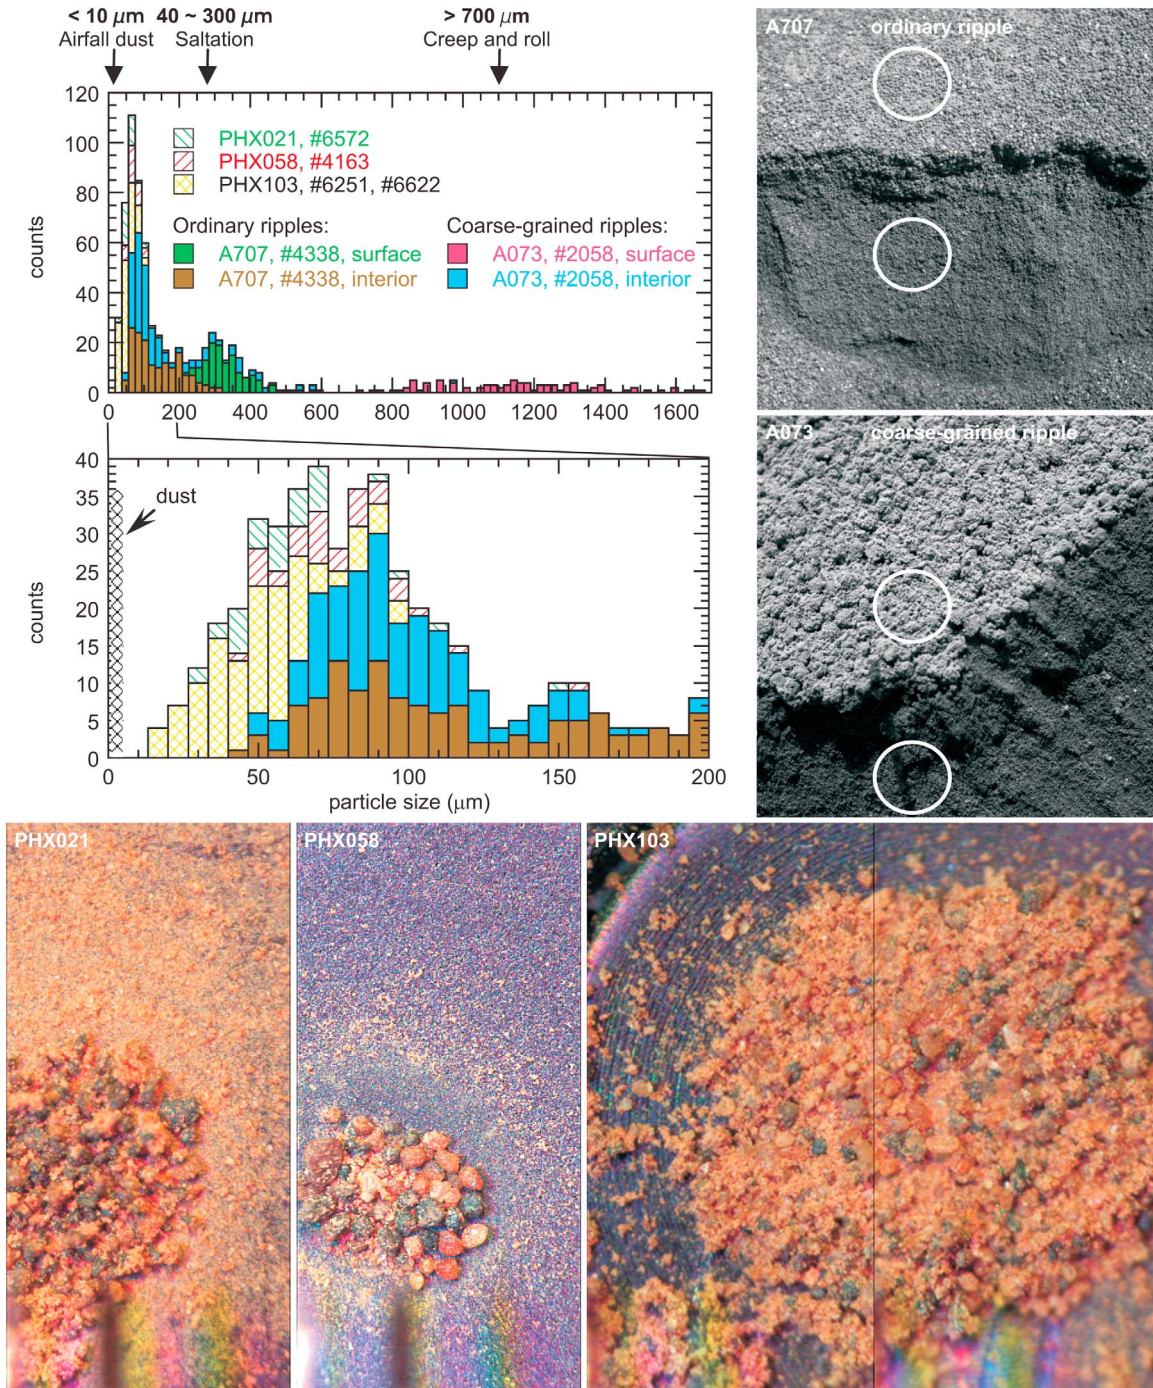 < 10 μm 40 ~ 300 μm > 700 μm
Airfall dust Saltation Creep and roll
120
100
80
60
40
20
0
counts
PHX021, #6572
PHX058, #4163
PHX103, #6251, #6622
Ordinary ripples: Coarse-grained ripples:
A707, #4338, surface A073, #2058, surface
A707, #4338, interior A073, #2058, interior
0 200 400 600 800 1000 1200 1400 1600
40
35
30
25
20
15
10
5
0
counts
dust
0 50 100 150 200
particle size (μm)
A707 ordinary ripple
A073 coarse-grained ripple
PHX021
PHX058
PHX103